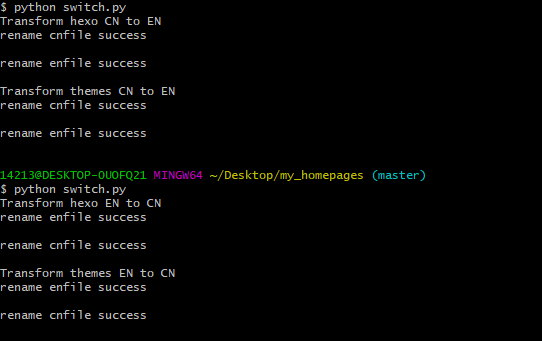 $ python switch.py
Transform hexo CN to EN
rename cnfile success
rename enfile success
Transform themes CN to EN
rename cnfile success
rename enfile success
14213@DESKTOP-OUOFQ21 MINGW64 ~/Desktop/my_homepages (master)
$ python switch.py
Transform hexo EN to CN
rename enfile success
rename cnfile success
Transform themes EN to CN
rename enfile success
rename cnfile success